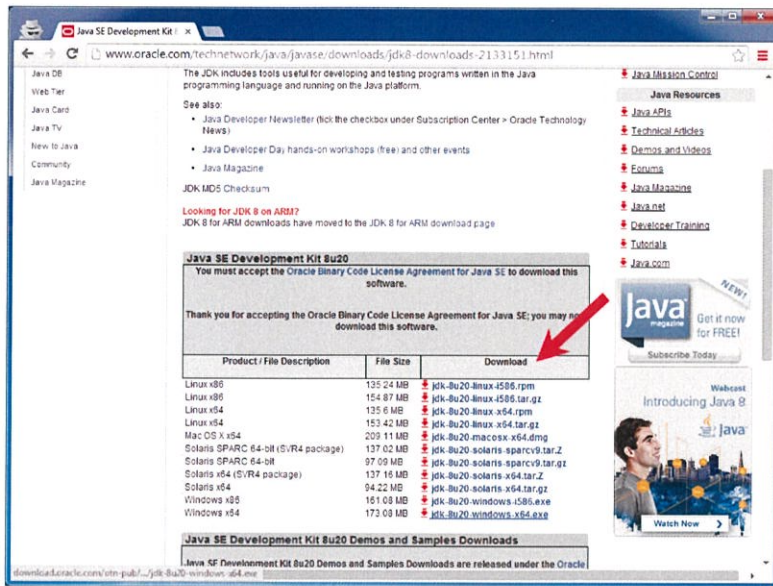 Java SE Development Kit 8
www.oracle.com/technetwork/java/javase/downloads/jdk8-downloads-2133151.html
Java DB
Web Tier
Java Card
Java TV
New to Java
Community
Java Magazine
The JDK includes tools useful for developing and testing programs written in the Java
programming language and running on the Java platform.
See also:
Java Developer Newsletter (tick the checkbox under Subscription Center > Oracle Technology
News)
Java Developer Day hands-on workshops (free) and other events
Java Magazine
JDK MD5 Checksum
Looking for JDK 8 on ARM?
JDK 8 for ARM downloads have moved to the JDK 8 for ARM download page
Java SE Development Kit 8u20
You must accept the Oracle Binary Code License Agreement for Java SE to download this
software.
Thank you for accepting the Oracle Binary Code License Agreement for Java SE; you may no
download this software.
Product / File Description File Size Download
Linux x86 135.24 MB jdk-8u20-linux-i586.rpm
Linux x86 154.87 MB jdk-8u20-linux-i586.tar.gz
Linux x64 135.6 MB jdk-8u20-linux-x64.rpm
Linux x64 153.42 MB jdk-8u20-linux-x64.tar.gz
Mac OS X x64 209.11 MB jdk-8u20-macosx-x64.dmg
Solaris SPARC 64-bit (SVR4 package) 137.02 MB jdk-8u20-solaris-sparcv9.tar.Z
Solaris SPARC 64-bit 97.09 MB jdk-8u20-solaris-sparcv9.tar.gz
Solaris x64 (SVR4 package) 137.16 MB jdk-8u20-solaris-x64.tar.Z
Solaris x64 94.22 MB jdk-8u20-solaris-x64.tar.gz
Windows x86 161.08 MB jdk-8u20-windows-i586.exe
Windows x64 173.08 MB jdk-8u20-windows-x64.exe
Java SE Development Kit 8u20 Demos and Samples Downloads
Java SE Development Kit 8u20 Demos and Samples Downloads are released under the Oracle
download.oracle.com/otn-pub/.../jdk-8u20-windows-x64.exe
Java Mission Control
Java Resources
Java APIs
Technical Articles
Demos and Videos
Forums
Java Magazine
Java.net
Developer Training
Tutorials
Java.com
NEW!
Java
magazine
Get it now
for FREE!
Subscribe Today
Webcast
Introducing Java 8
Java
Watch Now